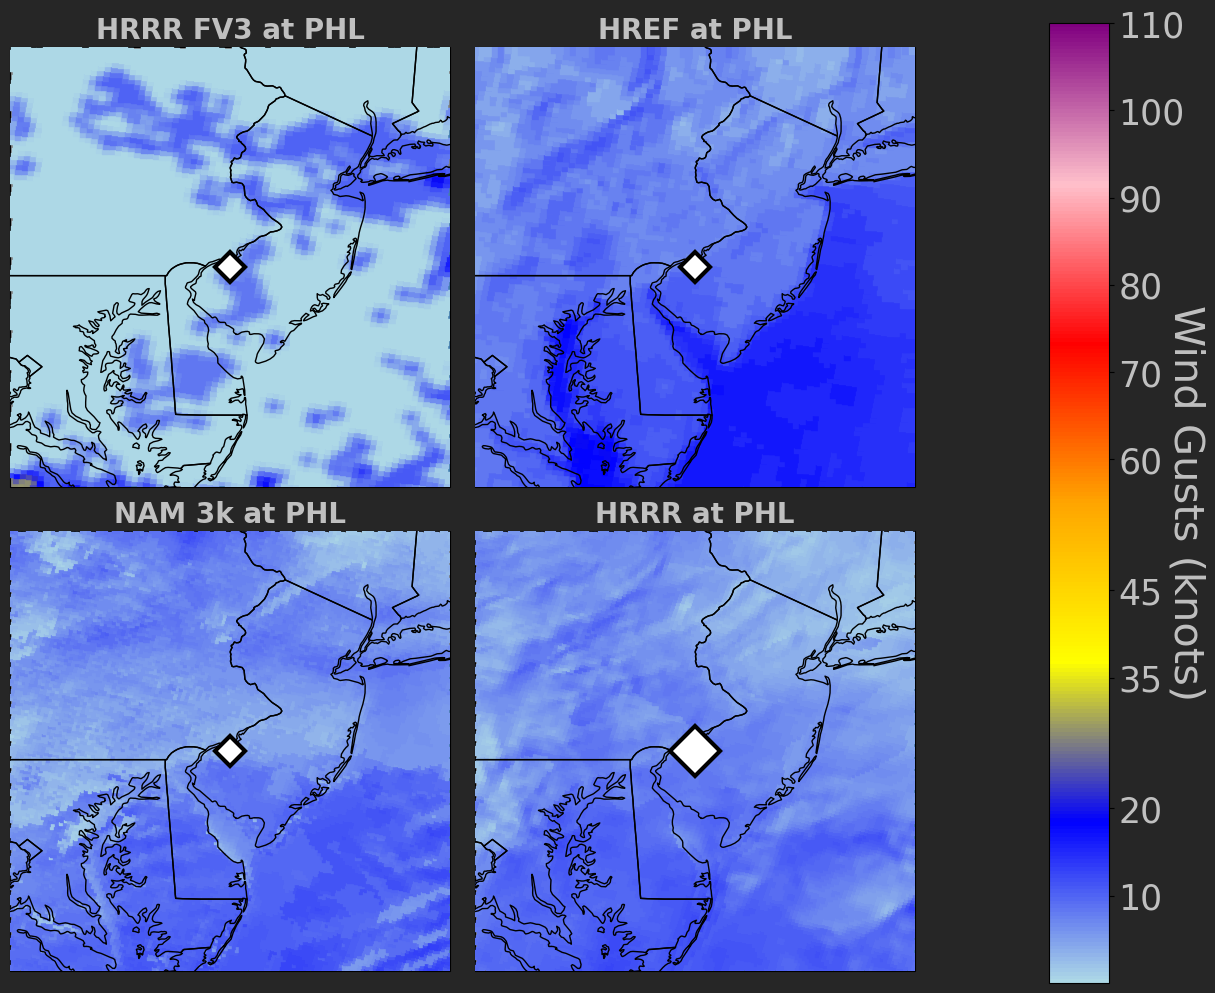 HRRR FV3 at PHL
HREF at PHL
NAM 3k at PHL
HRRR at PHL
110
100
90
80
70
60
45
35
20
10
Wind Gusts (knots)